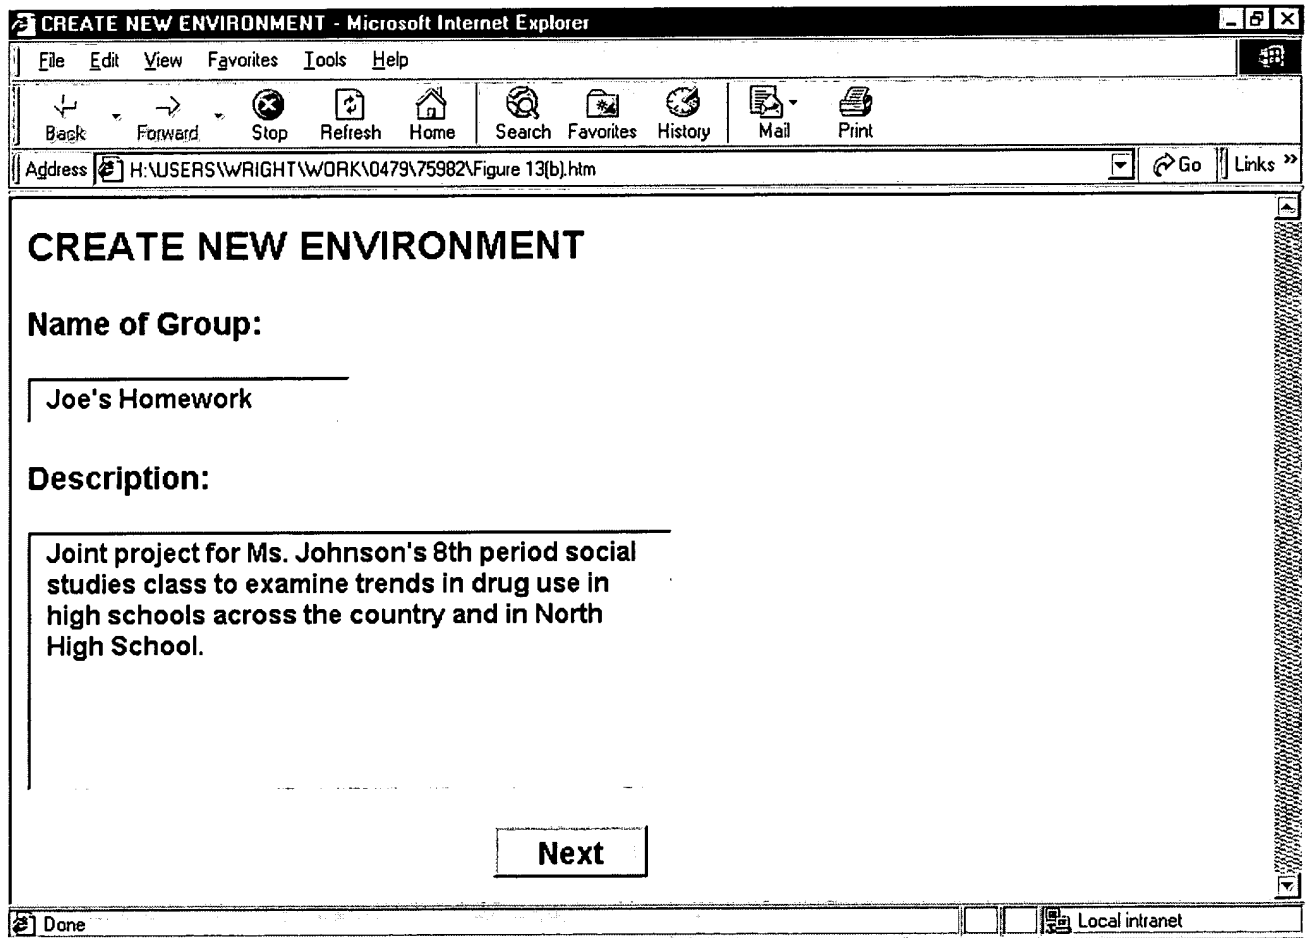 CREATE NEW ENVIRONMENT - Microsoft Internet Explorer
File Edit View Favorites Tools Help
Back Forward Stop Refresh Home Search Favorites History Mail Print
Address H:\USERS\WRIGHT\WORK\0479\75982\Figure 13(b).htm Go Links »
CREATE NEW ENVIRONMENT
Name of Group:
Joe's Homework
Description:
Joint project for Ms. Johnson's 8th period social
studies class to examine trends in drug use in
high schools across the country and in North
High School.
Next
Done Local intranet